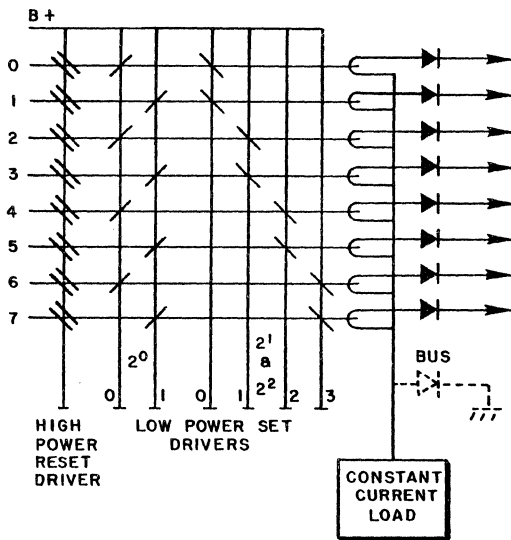 B +
0
1
2
3
4
5
6
7
2⁰
2¹
&
2²
0 1 0 1 2 3
BUS
HIGH
POWER
RESET
DRIVER
LOW POWER SET
DRIVERS
CONSTANT
CURRENT
LOAD